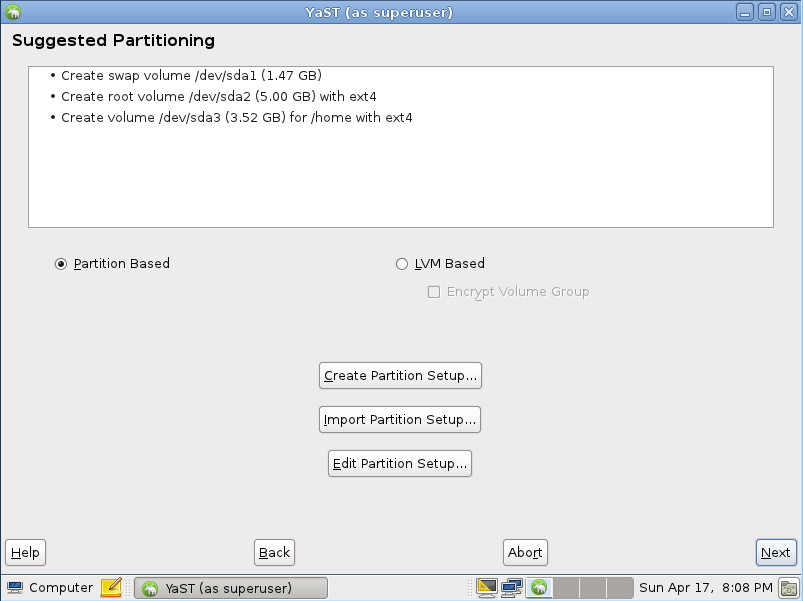 YaST (as superuser)
Suggested Partitioning
• Create swap volume /dev/sda1 (1.47 GB)
• Create root volume /dev/sda2 (5.00 GB) with ext4
• Create volume /dev/sda3 (3.52 GB) for /home with ext4
Partition Based
LVM Based
Encrypt Volume Group
Create Partition Setup...
Import Partition Setup...
Edit Partition Setup...
Help
Back
Abort
Next
Computer
YaST (as superuser)
Sun Apr 17, 8:08 PM